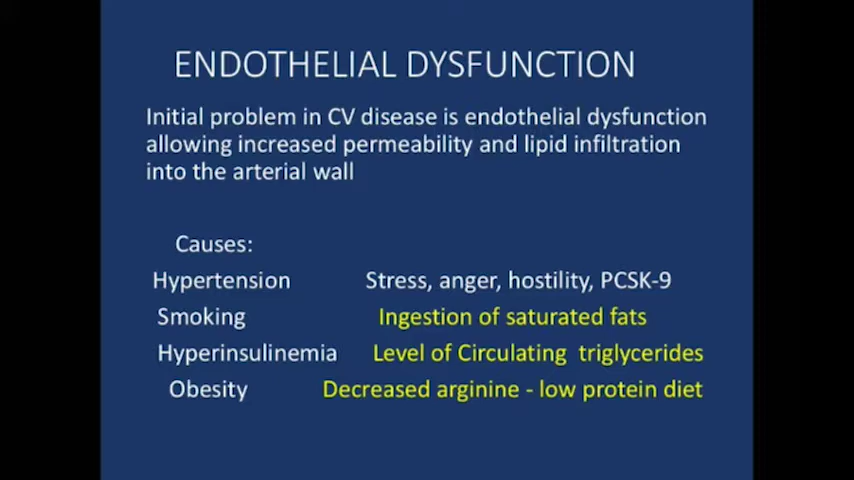 ENDOTHELIAL DYSFUNCTION
Initial problem in CV disease is endothelial dysfunction
allowing increased permeability and lipid infiltration
into the arterial wall
Causes:
Hypertension Stress, anger, hostility, PCSK-9
Smoking Ingestion of saturated fats
Hyperinsulinemia Level of Circulating triglycerides
Obesity Decreased arginine - low protein diet